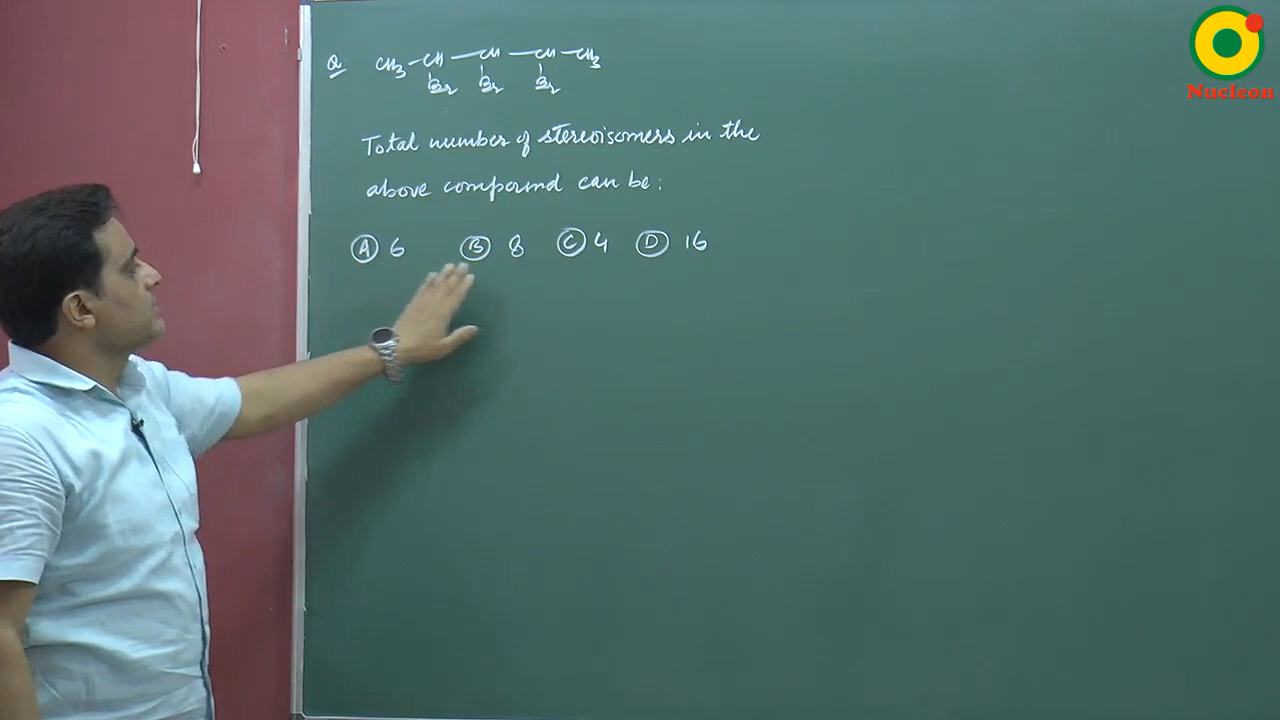 Q CH3 - CH — CH — CH - CH3
Br Br Br
Total number of stereoisomers in the
above compound can be:
A 6 B 8 C 4 D 16
Nucleon